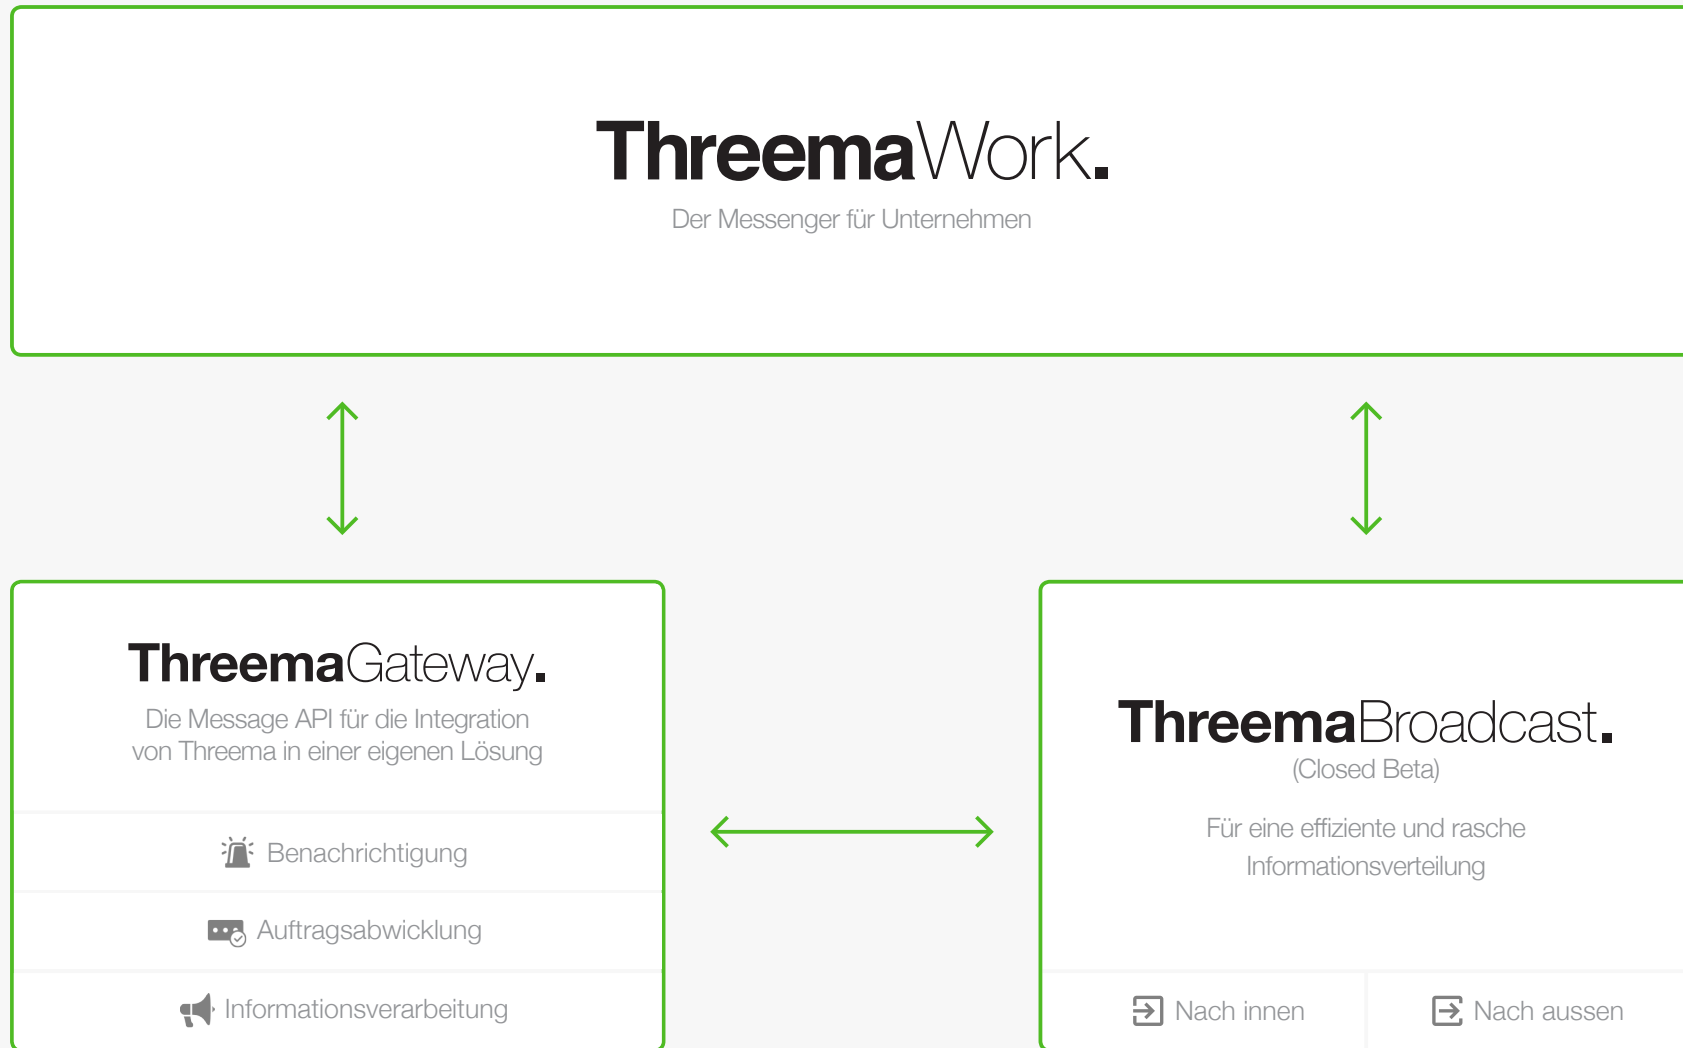 ThreemaWork.
Der Messenger für Unternehmen
ThreemaGateway.
Die Message API für die Integration
von Threema in einer eigenen Lösung
Benachrichtigung
Auftragsabwicklung
Informationsverarbeitung
ThreemaBroadcast.
(Closed Beta)
Für eine effiziente und rasche
Informationsverteilung
Nach innen
Nach aussen